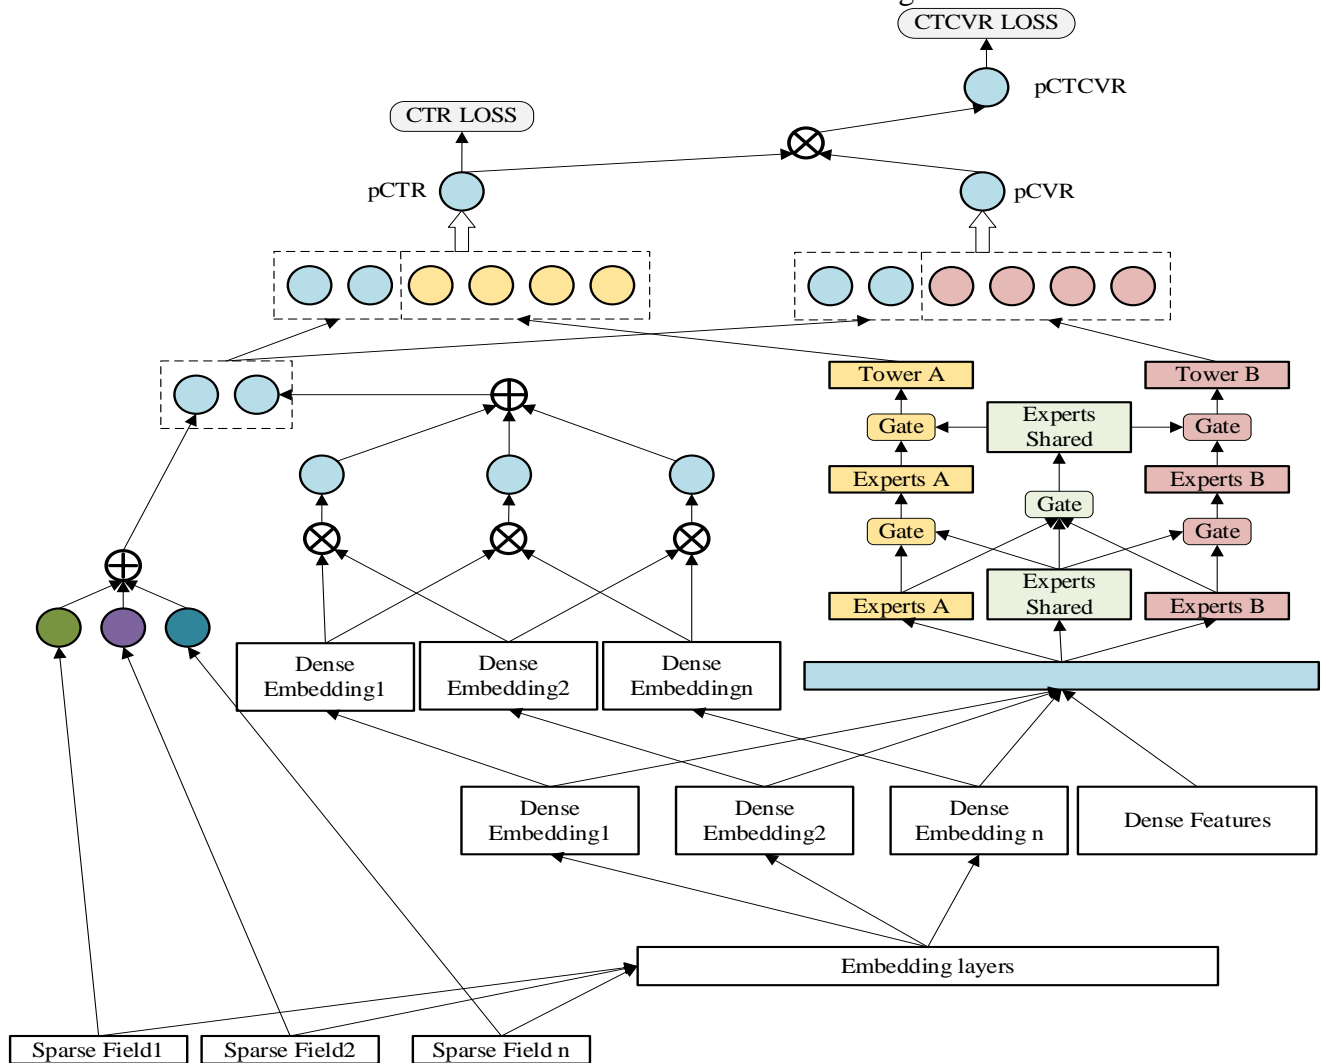 CTCVR LOSS
pCTCVR
CTR LOSS
pCTR
pCVR
Tower A
Tower B
Gate
Experts
Shared
Gate
Experts A
Experts B
Gate
Gate
Gate
Experts A
Experts
Shared
Experts B
Dense
Embedding1
Dense
Embedding2
Dense
Embeddingn
Dense
Embedding1
Dense
Embedding2
Dense
Embedding n
Dense Features
Embedding layers
Sparse Field1
Sparse Field2
Sparse Field n